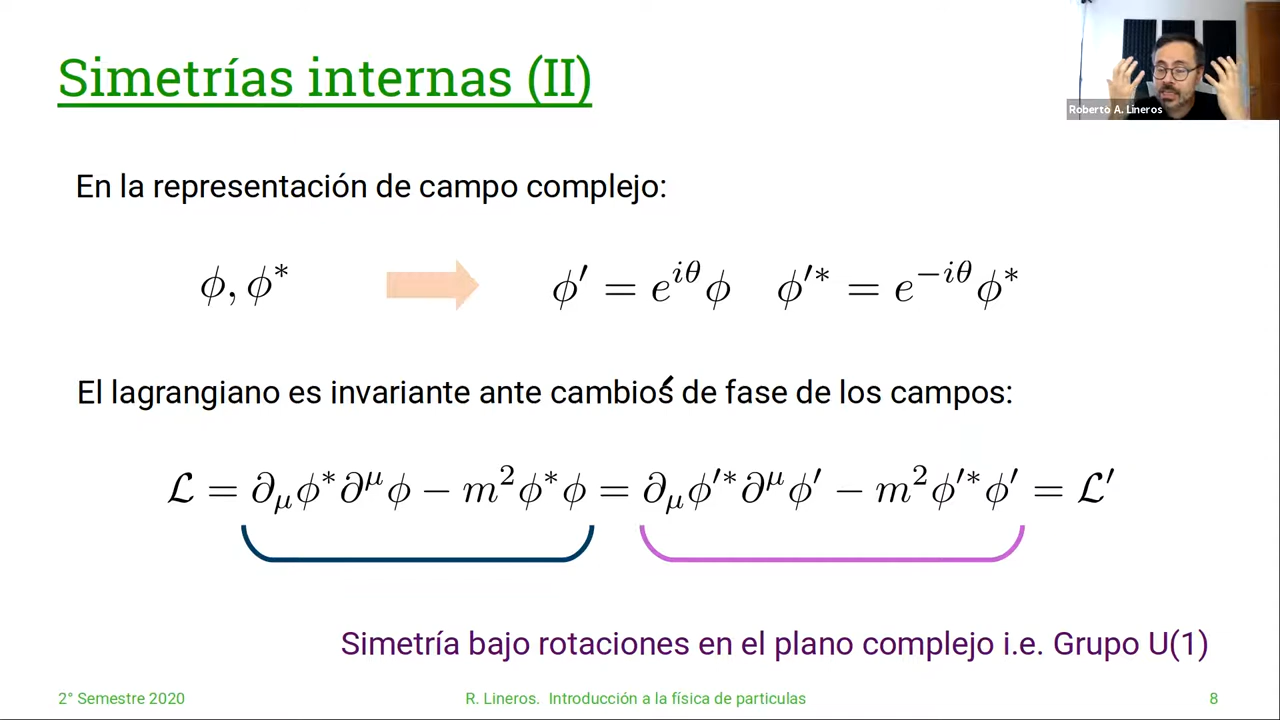 Simetrías internas (II)
Roberto A. Lineros
En la representación de campo complejo:
ϕ, ϕ* ϕ′ = e^{iθ}ϕ ϕ′* = e^{−iθ}ϕ*
El lagrangiano es invariante ante cambios de fase de los campos:
ℒ = ∂_μϕ*∂^μϕ − m²ϕ*ϕ = ∂_μϕ′*∂^μϕ′ − m²ϕ′*ϕ′ = ℒ′
Simetría bajo rotaciones en el plano complejo i.e. Grupo U(1)
2° Semestre 2020 R. Lineros. Introducción a la física de particulas 8